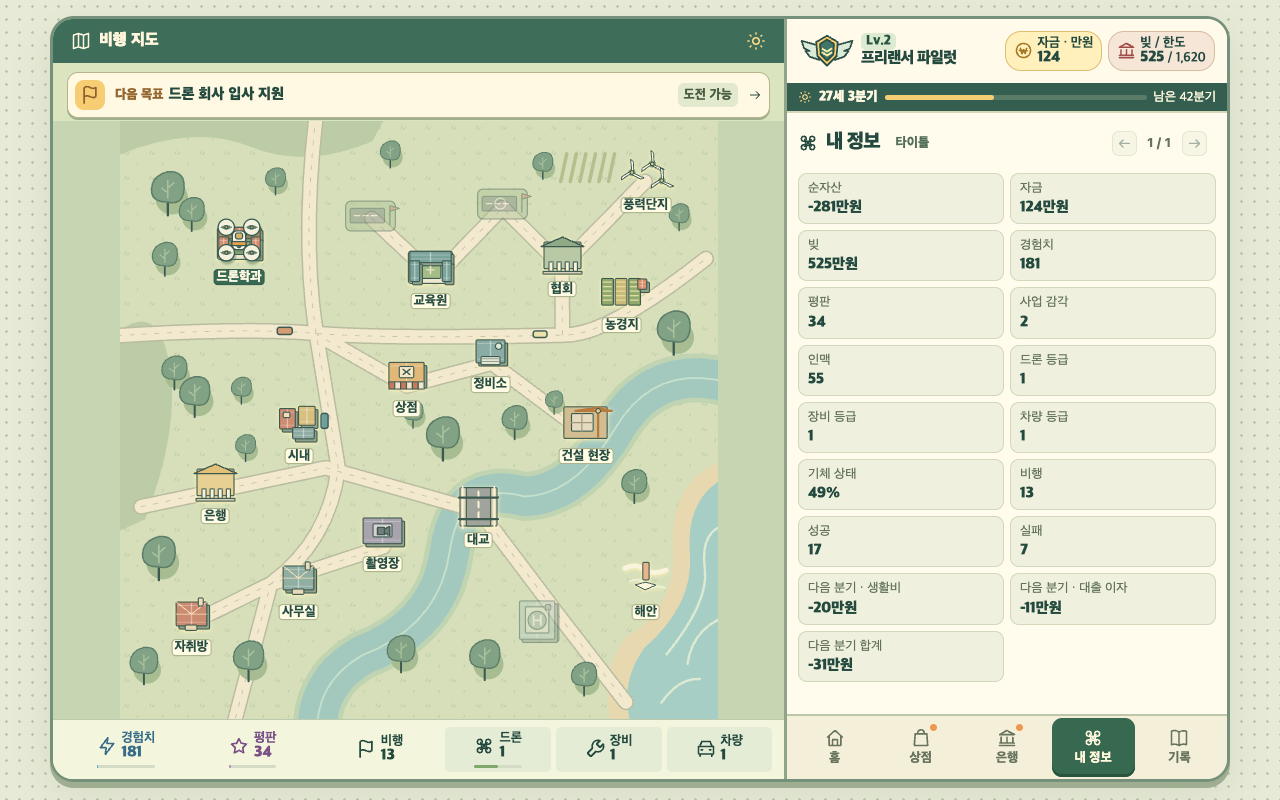 비행 지도
다음 목표 드론 회사 입사 지원
도전 가능
풍력단지
드론학과
교육원
협회
농경지
정비소
상점
시내
건설 현장
은행
대교
촬영장
사무실
해안
자취방
경험치
181
평판
34
비행
13
드론
1
장비
1
차량
1
Lv.2
프리랜서 파일럿
자금 · 만원
124
빚 / 한도
525 / 1,620
27세 3분기
남은 42분기
내 정보
타이틀
1 / 1
순자산
-281만원
자금
124만원
빚
525만원
경험치
181
평판
34
사업 감각
2
인맥
55
드론 등급
1
장비 등급
1
차량 등급
1
기체 상태
49%
비행
13
성공
17
실패
7
다음 분기 · 생활비
-20만원
다음 분기 · 대출 이자
-11만원
다음 분기 합계
-31만원
홈
상점
은행
내 정보
기록